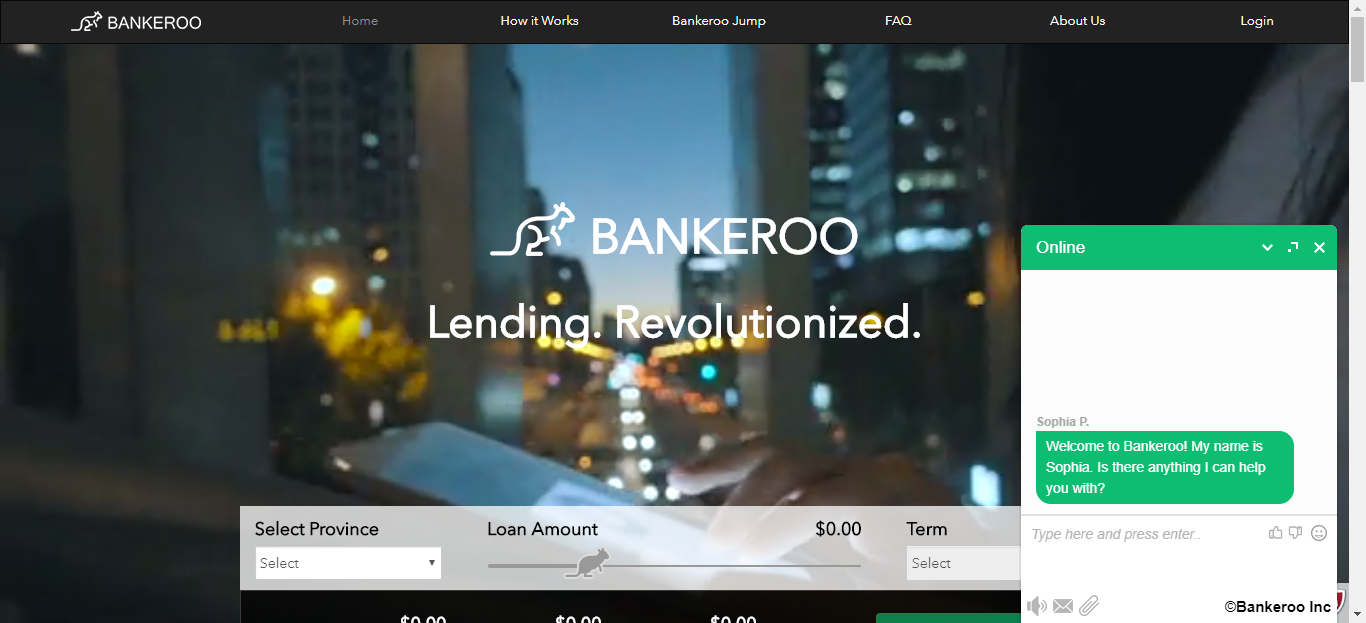 BANKEROO
Home
How it Works
Bankeroo Jump
FAQ
About Us
Login
BANKEROO
Lending. Revolutionized.
Select Province
Select
Loan Amount
$0.00
Term
Select
$0.00
$0.00
$0.00
Online
Sophia P.
Welcome to Bankeroo! My name is
Sophia. Is there anything I can help
you with?
Type here and press enter..
©Bankeroo Inc